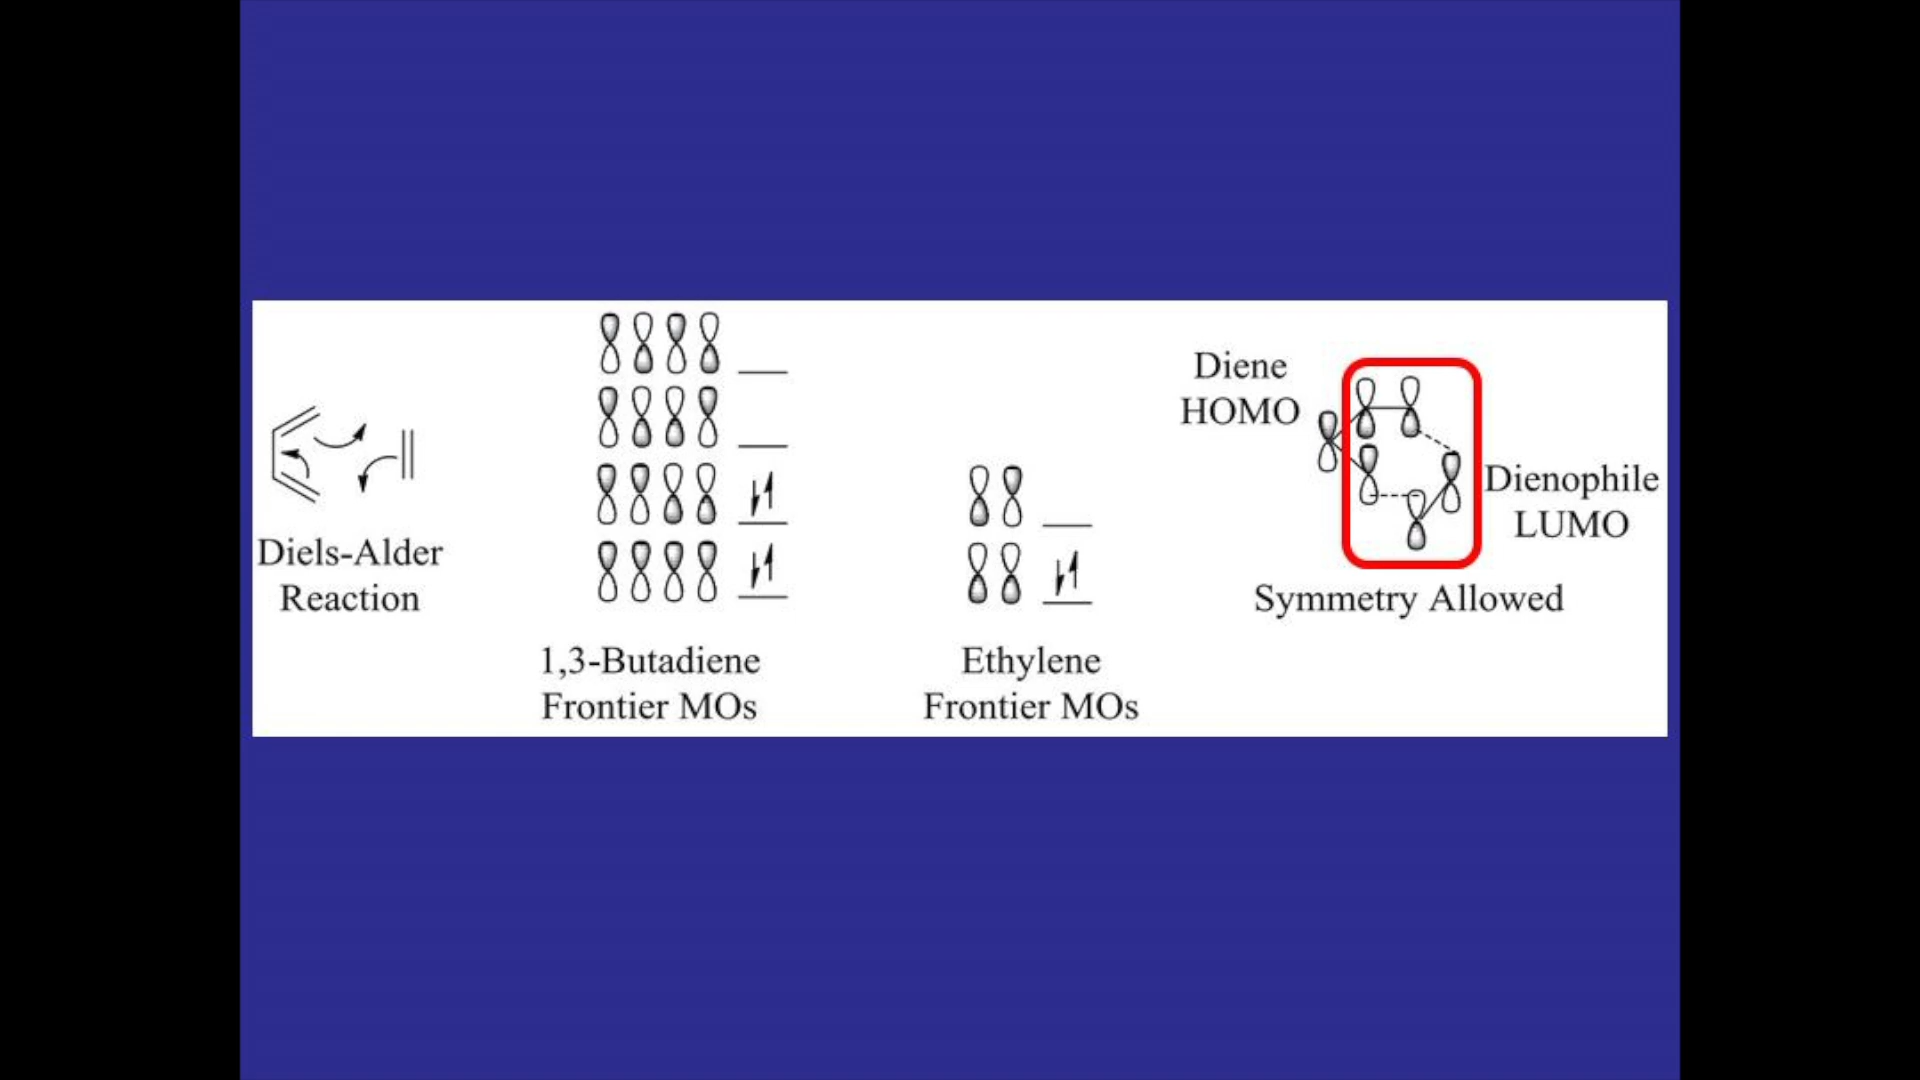 Diels-Alder
Reaction
1,3-Butadiene
Frontier MOs
Ethylene
Frontier MOs
Diene
HOMO
Dienophile
LUMO
Symmetry Allowed